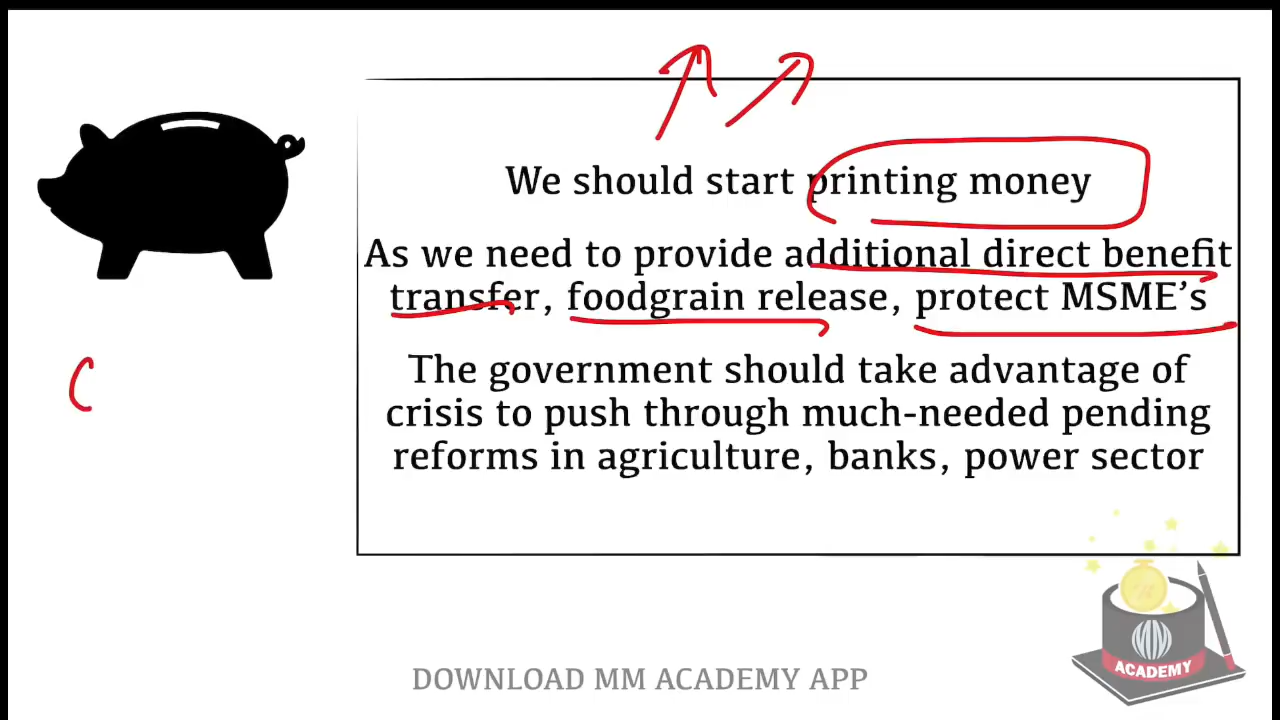 We should start printing money
As we need to provide additional direct benefit
transfer, foodgrain release, protect MSME's
The government should take advantage of
crisis to push through much-needed pending
reforms in agriculture, banks, power sector
C
MM
ACADEMY
DOWNLOAD MM ACADEMY APP